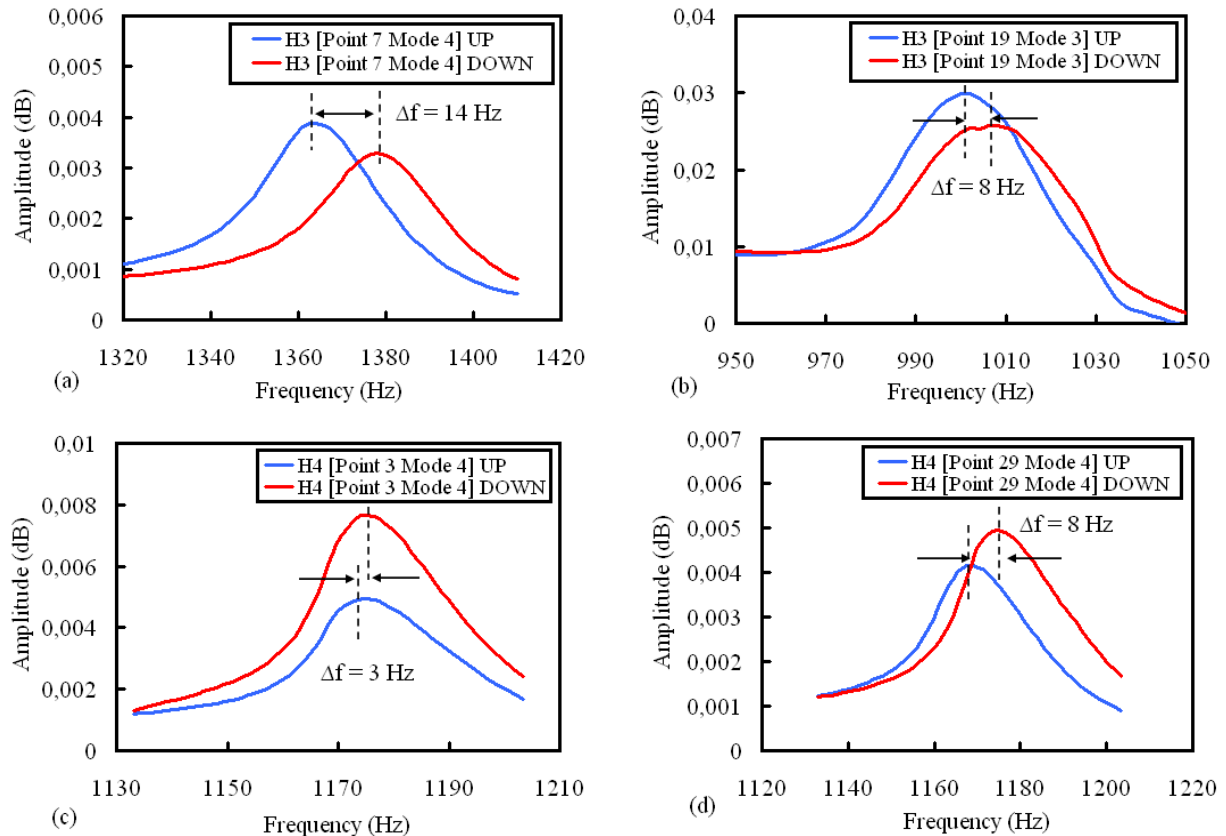 0,006
0,005
0,004
0,003
0,002
0,001
0
Amplitude (dB)
H3 [Point 7 Mode 4] UP
H3 [Point 7 Mode 4] DOWN
Δf = 14 Hz
1320 1340 1360 1380 1400 1420
(a)
Frequency (Hz)
0,04
0,03
0,02
0,01
0
Amplitude (dB)
H3 [Point 19 Mode 3] UP
H3 [Point 19 Mode 3] DOWN
Δf = 8 Hz
950 970 990 1010 1030 1050
(b)
Frequency (Hz)
0,01
0,008
0,006
0,004
0,002
0
Amplitude (dB)
H4 [Point 3 Mode 4] UP
H4 [Point 3 Mode 4] DOWN
Δf = 3 Hz
1130 1150 1170 1190 1210
(c)
Frequency (Hz)
0,007
0,006
0,005
0,004
0,003
0,002
0,001
0
Amplitude (dB)
H4 [Point 29 Mode 4] UP
H4 [Point 29 Mode 4] DOWN
Δf = 8 Hz
1120 1140 1160 1180 1200 1220
(d)
Frequency (Hz)